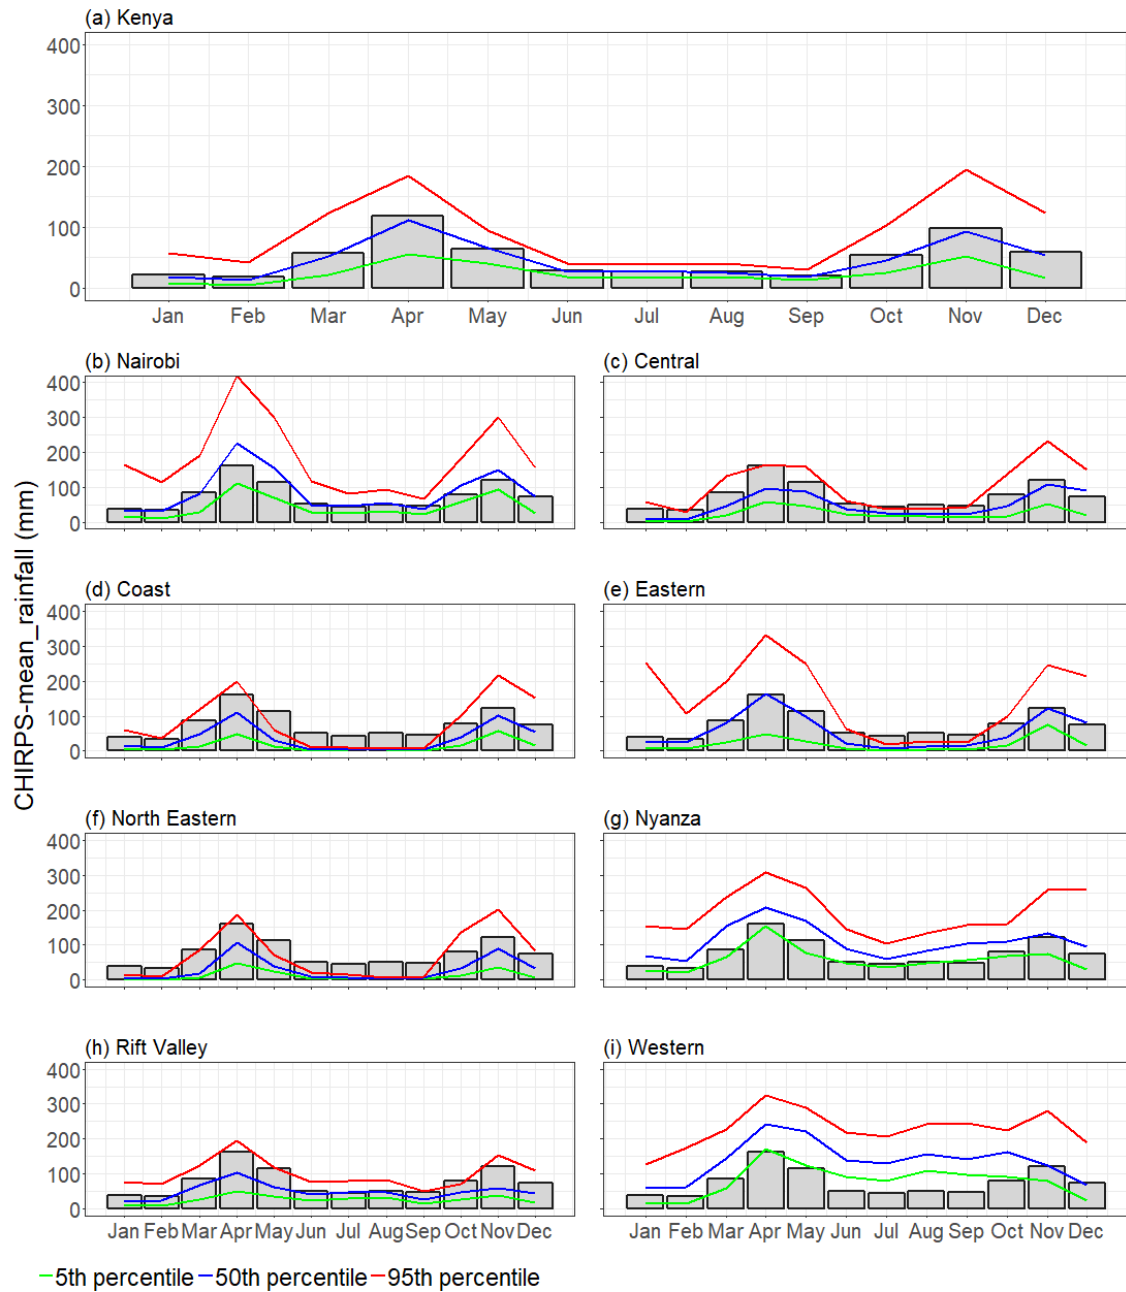 (a) Kenya
400
300
200
100
0
Jan Feb Mar Apr May Jun Jul Aug Sep Oct Nov Dec
CHIRPS-mean_rainfall (mm)
(b) Nairobi (c) Central
400
300
200
100
0
(d) Coast (e) Eastern
400
300
200
100
0
(f) North Eastern (g) Nyanza
400
300
200
100
0
(h) Rift Valley (i) Western
400
300
200
100
0
Jan Feb Mar Apr May Jun Jul Aug Sep Oct Nov Dec Jan Feb Mar Apr May Jun Jul Aug Sep Oct Nov Dec
5th percentile 50th percentile 95th percentile